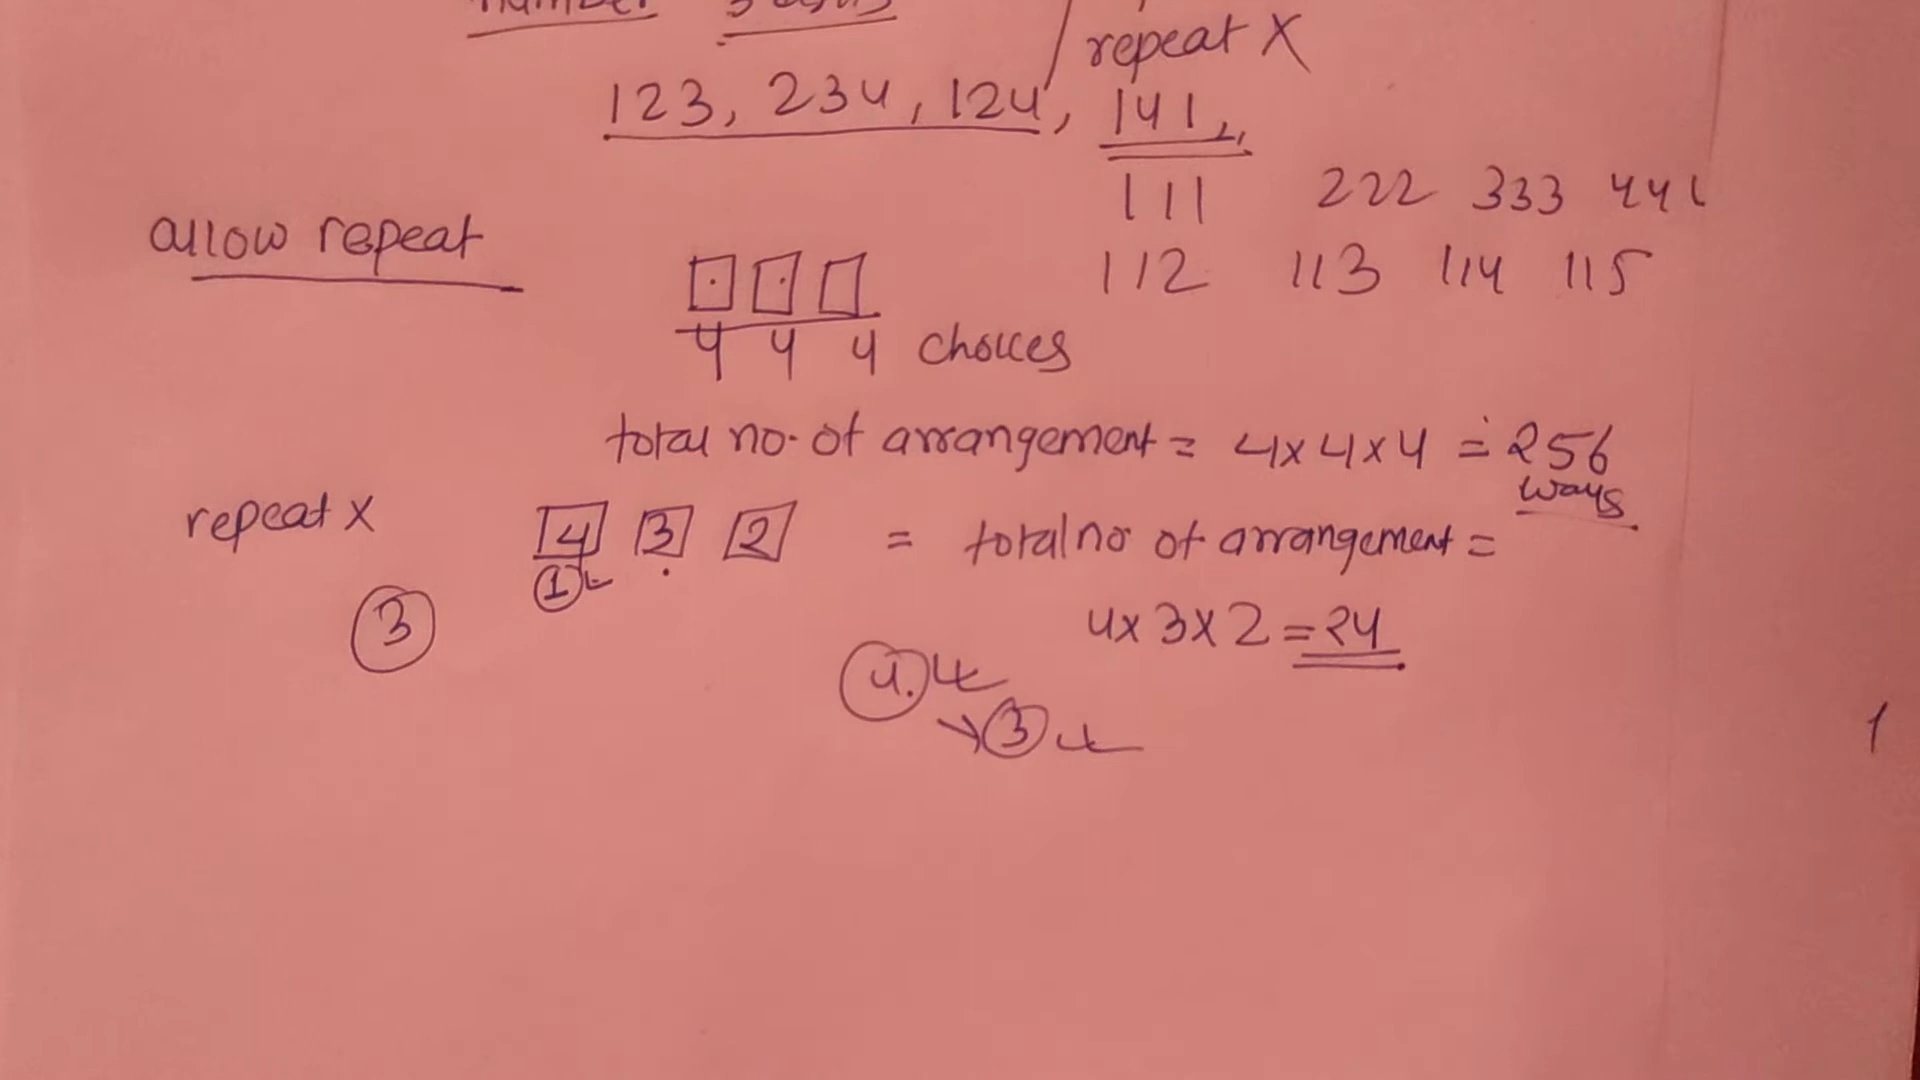 number
repeat X
123, 234, 124, 141,
111 222 333 444
allow repeat
112 113 114 115
4 4 4 choices
total no. of arrangement = 4x4x4 = 256
ways
repeat x 4 3 2 = total no of arrangement =
1
3
4x3x2 = 24
4.
3
1